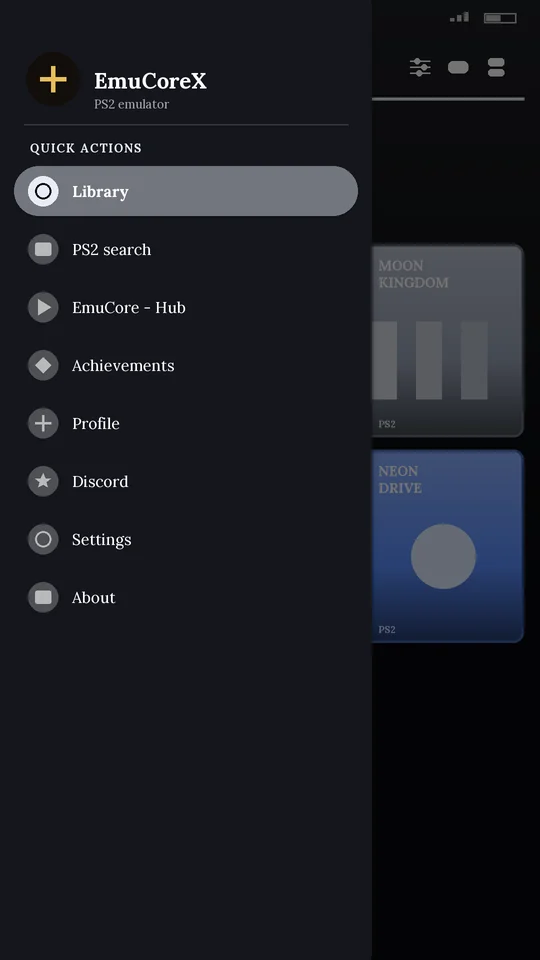 EmuCoreX
PS2 emulator
QUICK ACTIONS
Library
PS2 search
EmuCore - Hub
Achievements
Profile
Discord
Settings
About
MOON
KINGDOM
PS2
NEON
DRIVE
PS2